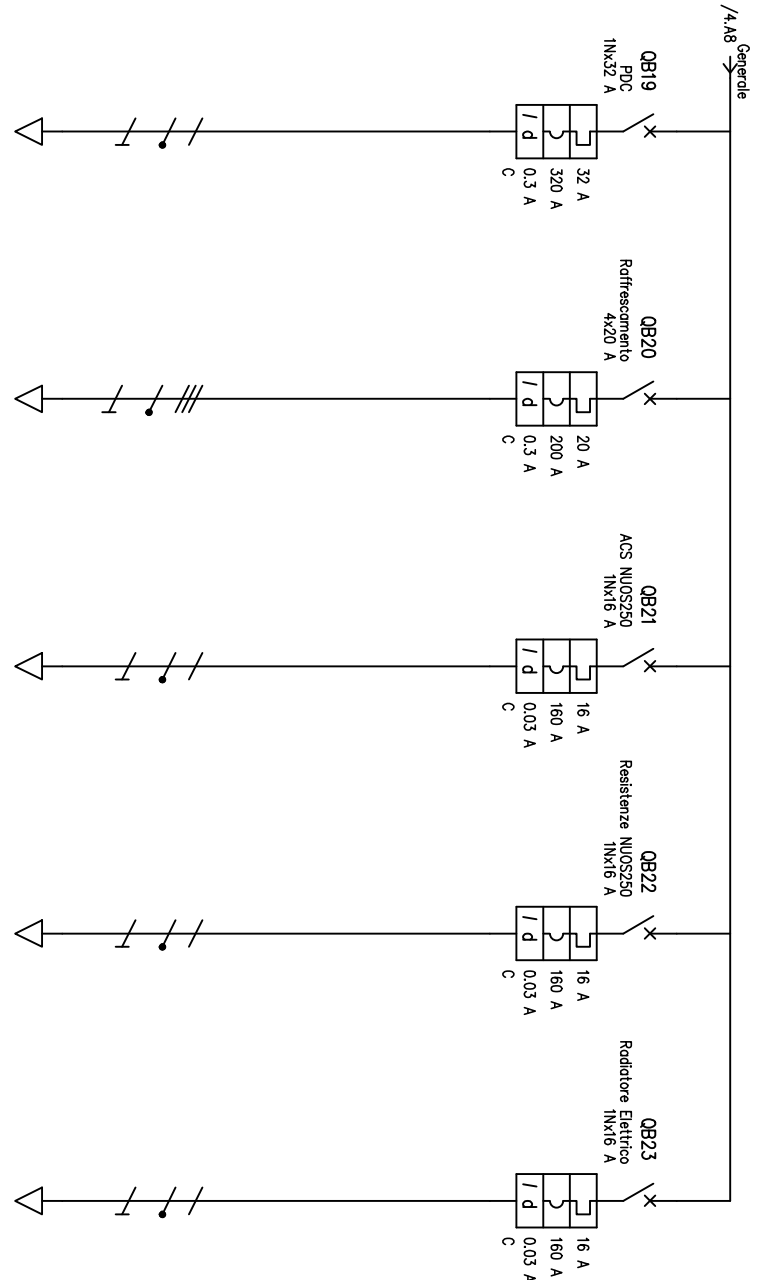 Generale
/4.A8
QB19
PDC
1Nx32 A
32 A
320 A
I d
0.3 A
C
QB20
Raffrescamento
4x20 A
20 A
200 A
I d
0.3 A
C
QB21
ACS NUOS250
1Nx16 A
16 A
160 A
I d
0.03 A
C
QB22
Resistenze NUOS250
1Nx16 A
16 A
160 A
I d
0.03 A
C
QB23
Radiatore Elettrico
1Nx16 A
16 A
160 A
I d
0.03 A
C